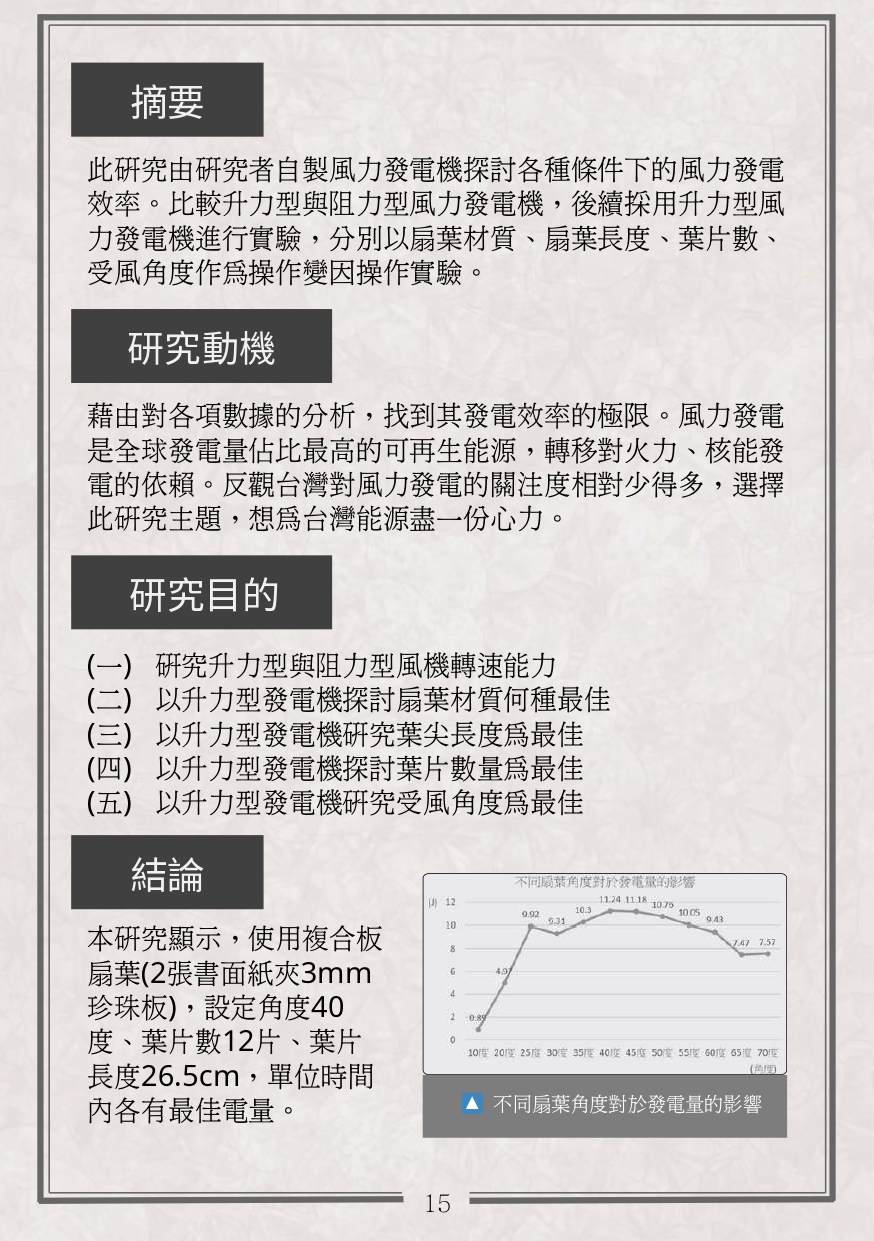 摘要
此研究由研究者自製風力發電機探討各種條件下的風力發電
效率。比較升力型與阻力型風力發電機，後續採用升力型風
力發電機進行實驗，分別以扇葉材質、扇葉長度、葉片數、
受風角度作爲操作變因操作實驗。
研究動機
藉由對各項數據的分析，找到其發電效率的極限。風力發電
是全球發電量佔比最高的可再生能源，轉移對火力、核能發
電的依賴。反觀台灣對風力發電的關注度相對少得多，選擇
此研究主題，想爲台灣能源盡一份心力。
研究目的
(一) 研究升力型與阻力型風機轉速能力
(二) 以升力型發電機探討扇葉材質何種最佳
(三) 以升力型發電機研究葉尖長度爲最佳
(四) 以升力型發電機探討葉片數量爲最佳
(五) 以升力型發電機研究受風角度爲最佳
結論
本研究顯示，使用複合板
扇葉(2張書面紙夾3mm
珍珠板)，設定角度40
度、葉片數12片、葉片
長度26.5cm，單位時間
內各有最佳電量。
不同扇葉角度對於發電量的影響
(J)
12
10
8
6
4
2
0
0.89 4.97 9.92 9.31 10.3 11.24 11.18 10.76 10.05 9.43 7.47 7.57
10度 20度 25度 30度 35度 40度 45度 50度 55度 60度 65度 70度
(角度)
不同扇葉角度對於發電量的影響
15